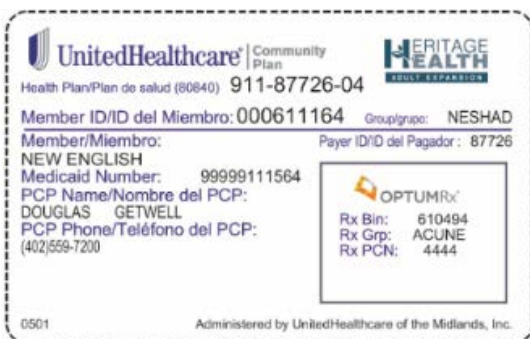 UnitedHealthcare® Community Plan
HERITAGE HEALTH
ADULT EXPANSION
Health Plan/Plan de salud (80840) 911-87726-04
Member ID/ID del Miembro: 000611164 Group/grupo: NESHAD
Member/Miembro: Payer ID/ID del Pagador : 87726
NEW ENGLISH
Medicaid Number: 99999111564
PCP Name/Nombre del PCP:
DOUGLAS GETWELL
PCP Phone/Teléfono del PCP:
(402)559-7200
OPTUMRx®
Rx Bin: 610494
Rx Grp: ACUNE
Rx PCN: 4444
0501 Administered by UnitedHealthcare of the Midlands, Inc.